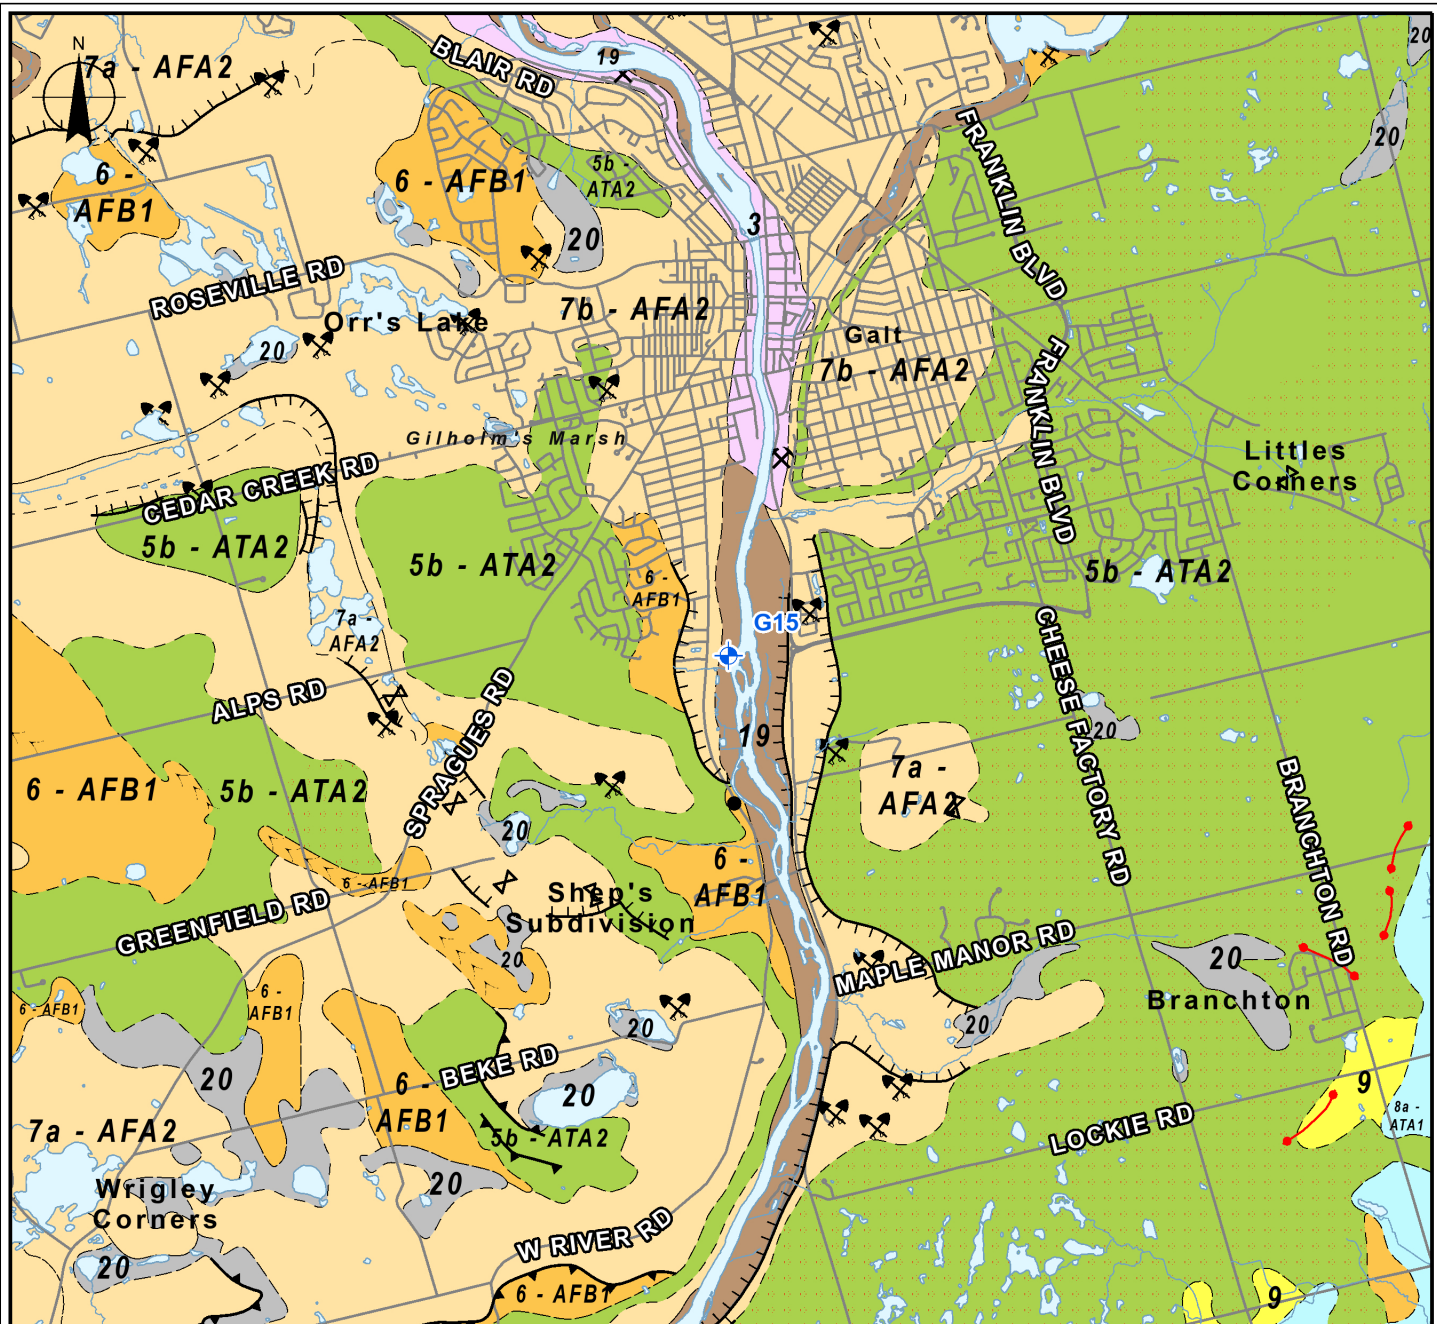 N
7a - AFA2
BLAIR RD
19
20
20
6 -
AFB1
6 - AFB1
5b -
ATA2
20
3
FRANKLIN BLVD
ROSEVILLE RD
Orr's Lake
7b - AFA2
Galt
7b - AFA2
20
FRANKLIN BLVD
Gilholm's Marsh
CEDAR CREEK RD
Littles
Corners
5b - ATA2
5b - ATA2
5b - ATA2
6 -
AFB1
7a -
AFA2
G15
CHEESE FACTORY RD
ALPS RD
SPRAGUES RD
19
20
6 - AFB1
5b - ATA2
7a -
AFA2
BRANCHTON RD
20
6 - AFB1
6 -
AFB1
Shep's
Subdivision
GREENFIELD RD
20
MAPLE MANOR RD
20
Branchton
6 - AFB1
6 -
AFB1
20
20
20
6 -
AFB1
BEKE RD
20
5b - ATA2
9
8a -
ATA1
7a - AFA2
LOCKIE RD
Wrigley
Corners
20
20
W RIVER RD
6 - AFB1
9